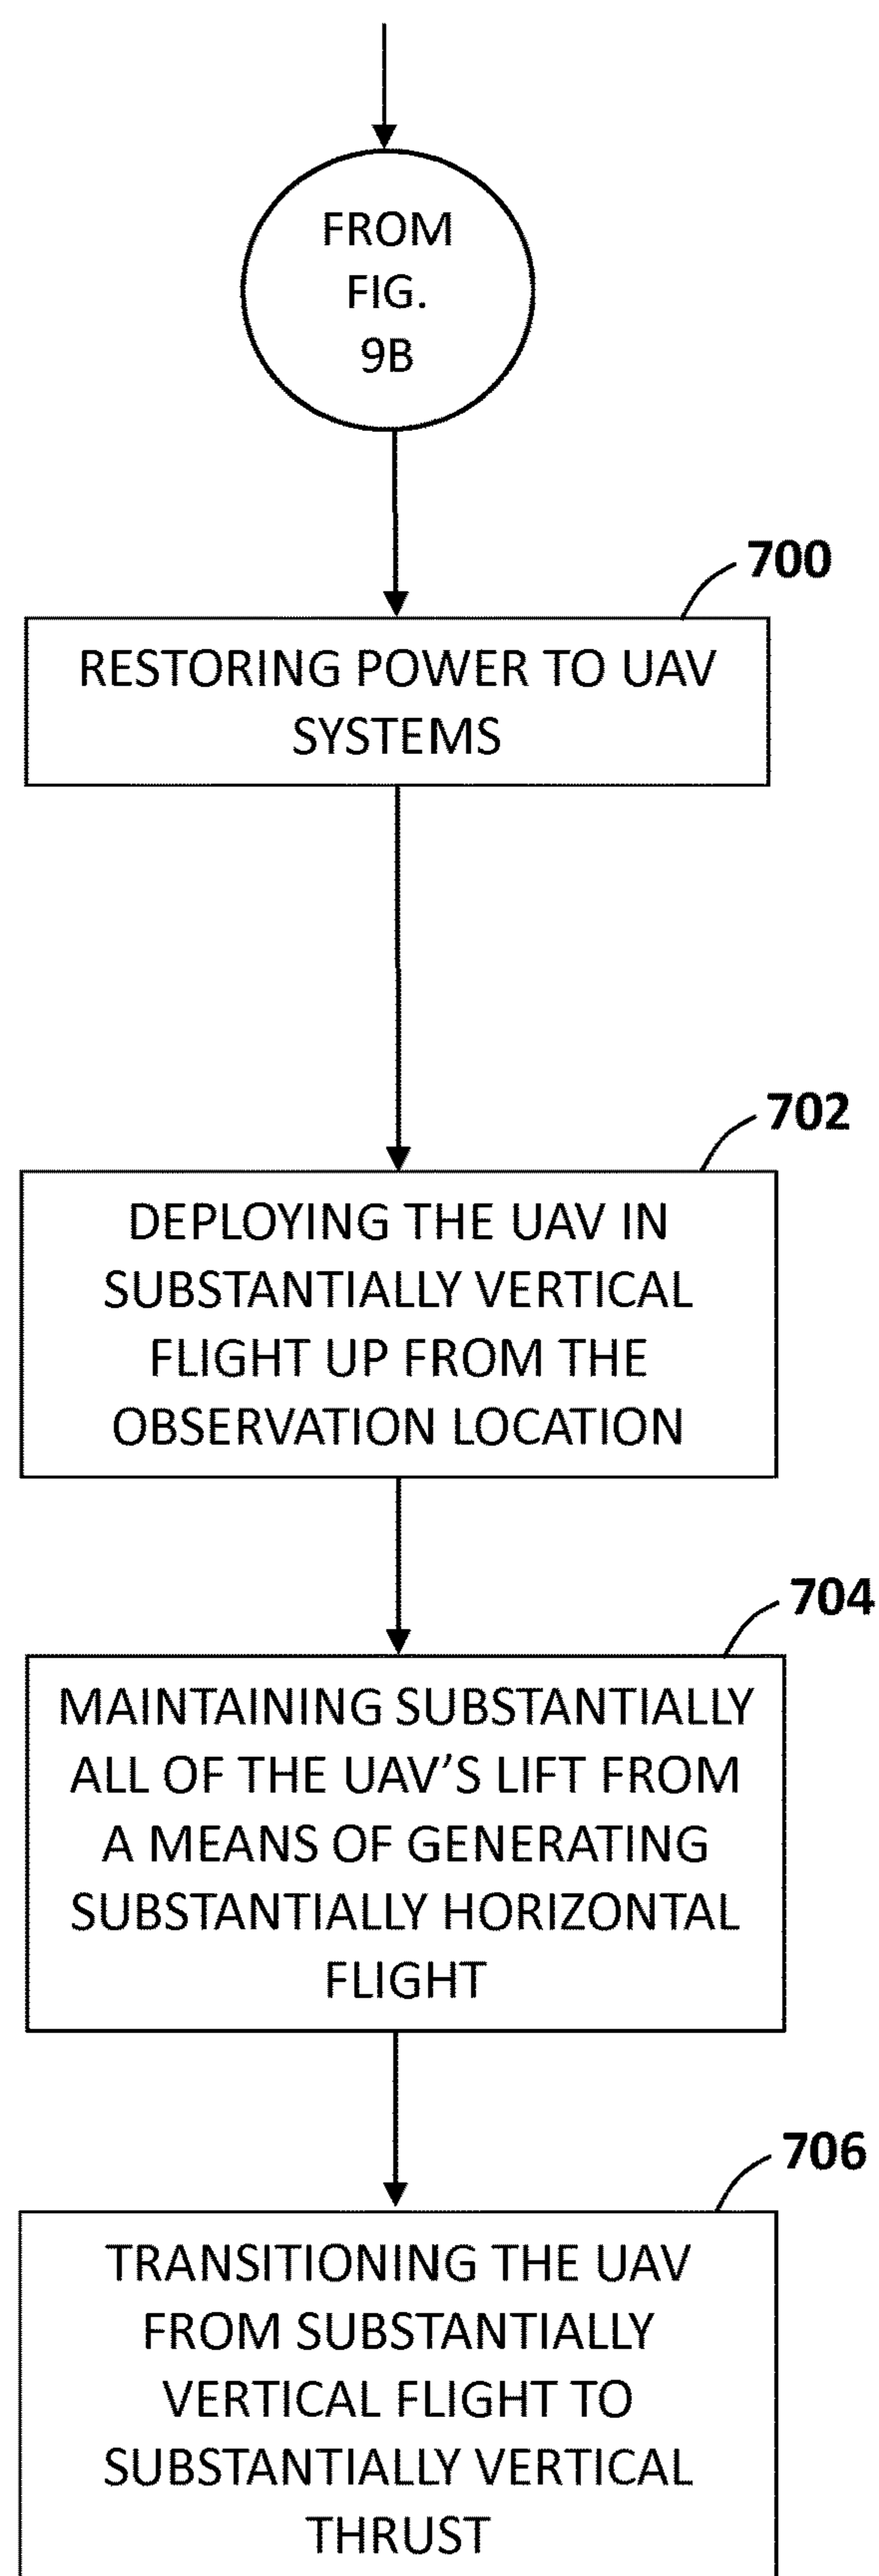 FROM
FIG.
9B
700
RESTORING POWER TO UAV
SYSTEMS
702
DEPLOYING THE UAV IN
SUBSTANTIALLY VERTICAL
FLIGHT UP FROM THE
OBSERVATION LOCATION
704
MAINTAINING SUBSTANTIALLY
ALL OF THE UAV’S LIFT FROM
A MEANS OF GENERATING
SUBSTANTIALLY HORIZONTAL
FLIGHT
706
TRANSITIONING THE UAV
FROM SUBSTANTIALLY
VERTICAL FLIGHT TO
SUBSTANTIALLY VERTICAL
THRUST